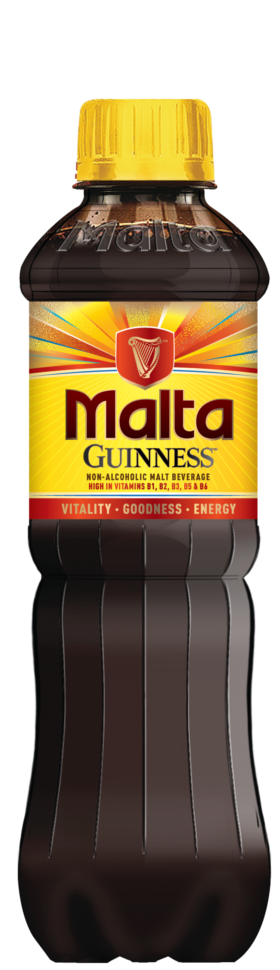 Malta
Malta
GUINNESS
NON-ALCOHOLIC MALT BEVERAGE
HIGH IN VITAMINS B1, B2, B3, B5 & B6
VITALITY • GOODNESS • ENERGY